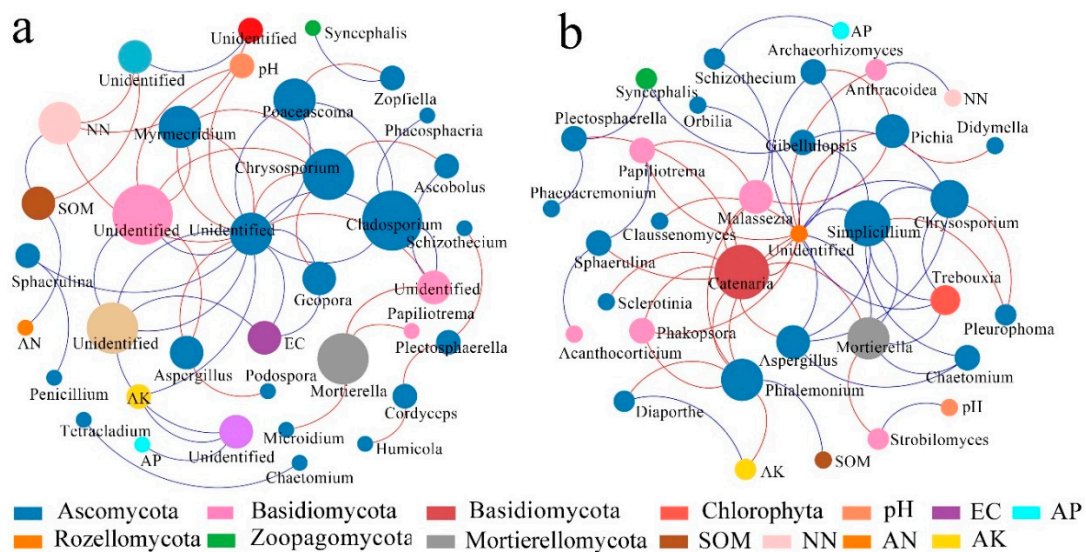 a
b
Unidentified
Syncephalis
Unidentified
pH
Zopfiella
Poaceascoma
NN
Myrmecridium
Phacosphaeria
Chrysosporium
Ascobolus
SOM
Cladosporium
Unidentified
Unidentified
Schizothecium
Sphaerulina
Geopora
Unidentified
Papiliotrema
AN
Unidentified
EC
Plectosphaerella
Aspergillus
Podospora
Mortierella
Penicillium
AK
Cordyceps
Tetracladium
Microidium
AP
Unidentified
Humicola
Chaetomium
AP
Archaeorhizomyces
Schizothecium
Syncephalis
Anthracoidea
NN
Orbilia
Plectosphaerella
Gibellulopsis
Pichia
Didymella
Papiliotrema
Phaeoacremonium
Malassezia
Claussenomyces
Simplicillium
Chrysosporium
Unidentified
Sphaerulina
Trebouxia
Catenaria
Sclerotinia
Pleurophoma
Phakopsora
Acanthocorticium
Aspergillus
Mortierella
Chaetomium
Phialemonium
Diaporthe
pH
Strobilomyces
AK
SOM
Ascomycota Basidiomycota Basidiomycota Chlorophyta pH EC AP
Rozellomycota Zoopagomycota Mortierellomycota SOM NN AN AK